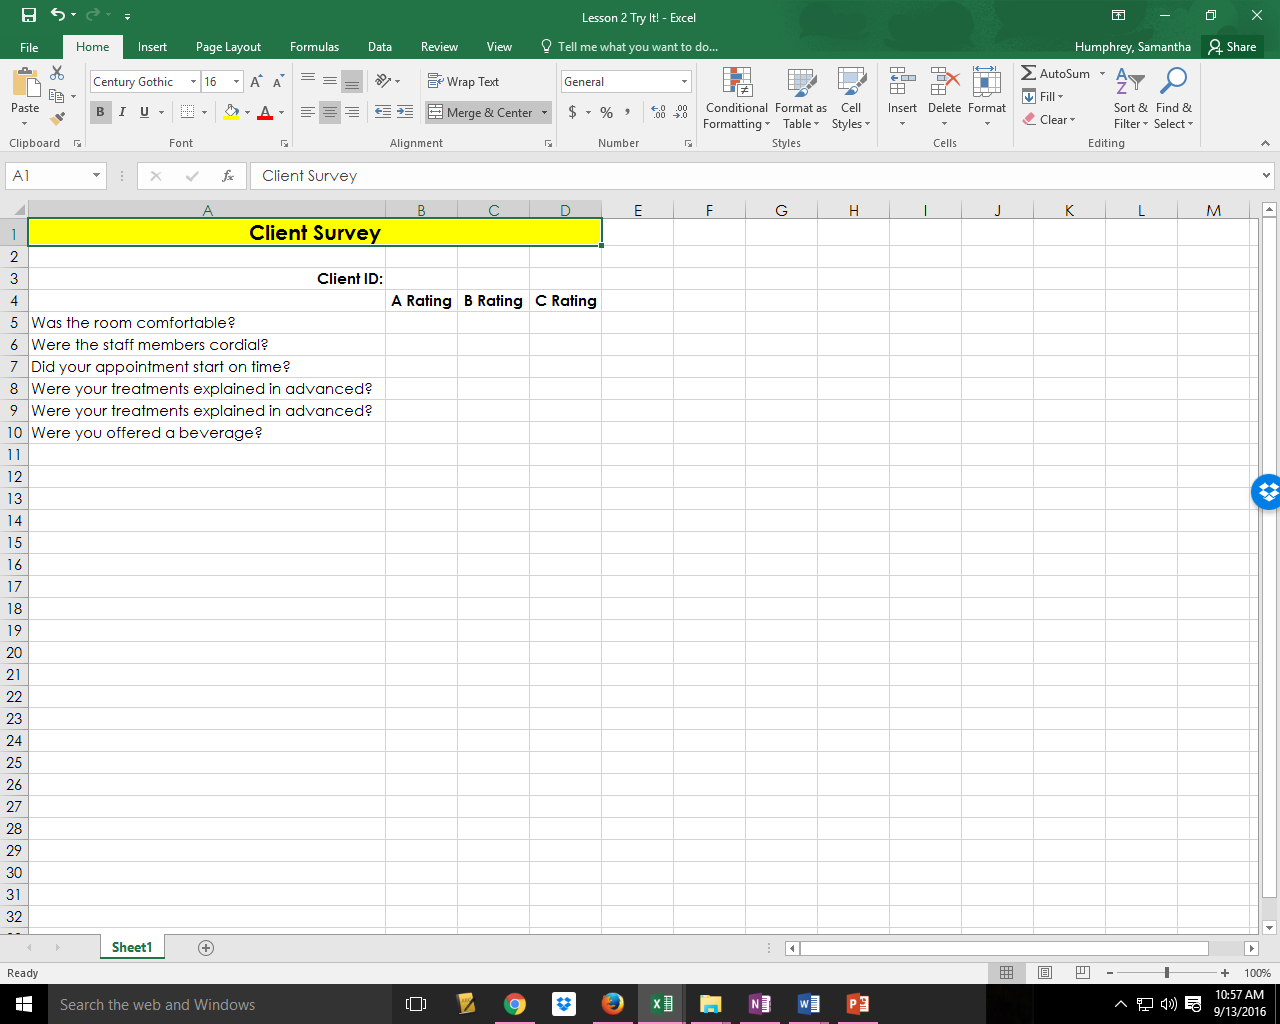 Lesson 2 Try It! - Excel
File Home Insert Page Layout Formulas Data Review View Tell me what you want to do... Humphrey, Samantha Share
Century Gothic 16 Wrap Text General AutoSum
Paste Fill
B I U A Merge & Center $ % , Conditional Formatting Format as Table Cell Styles Insert Delete Format Clear Sort & Filter Find & Select
Clipboard Font Alignment Number Styles Cells Editing
A1 fx Client Survey
A B C D E F G H I J K L M
1 Client Survey
2
3 Client ID:
4 A Rating B Rating C Rating
5 Was the room comfortable?
6 Were the staff members cordial?
7 Did your appointment start on time?
8 Were your treatments explained in advanced?
9 Were your treatments explained in advanced?
10 Were you offered a beverage?
11
12
13
14
15
16
17
18
19
20
21
22
23
24
25
26
27
28
29
30
31
32
Sheet1
Ready 100%
Search the web and Windows 10:57 AM
9/13/2016